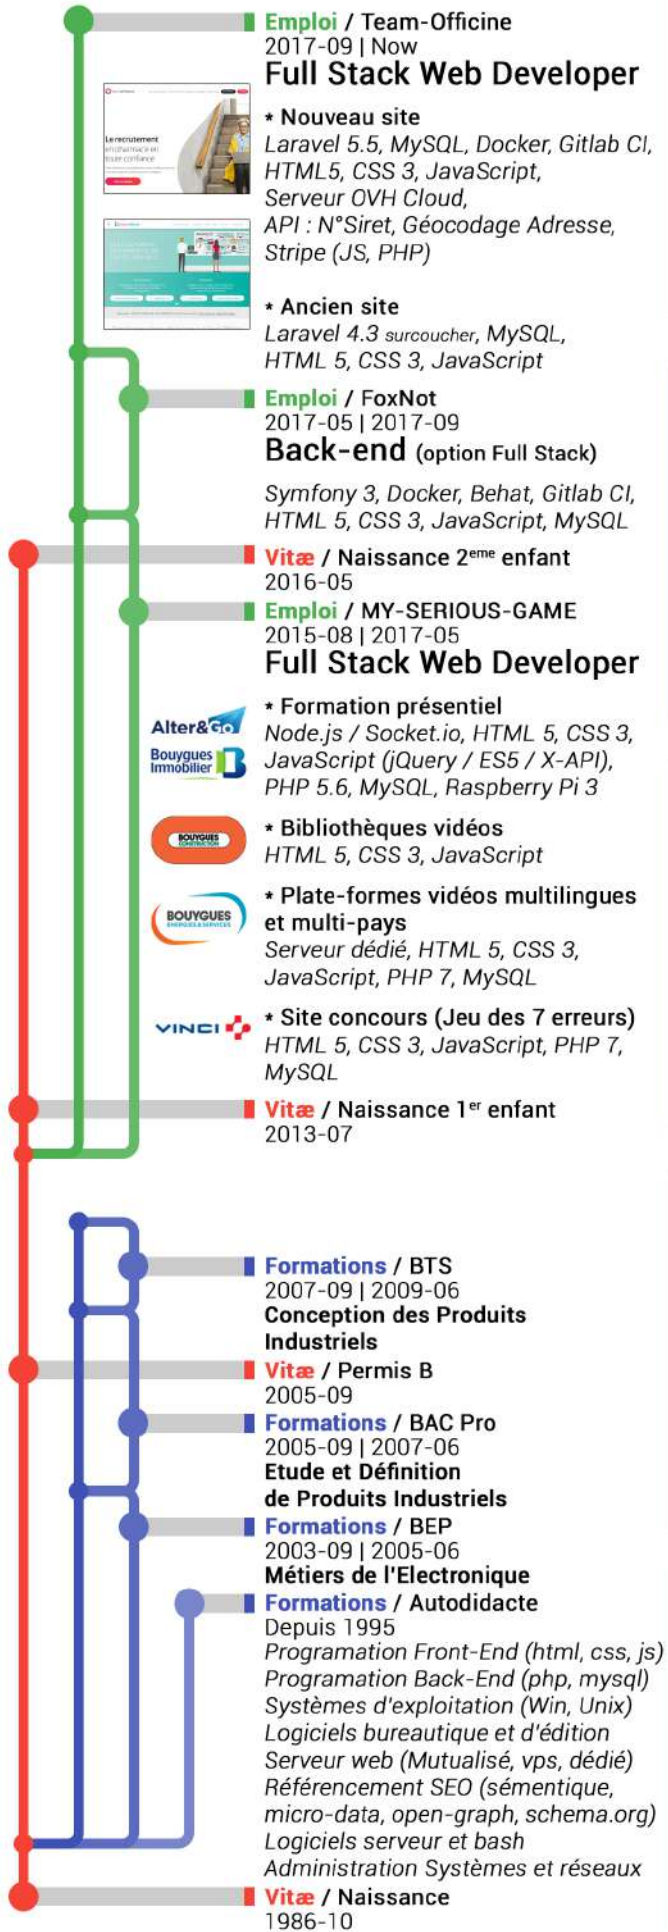 Emploi / Team-Officine
2017-09 | Now
Full Stack Web Developer
Le recrutement
en pharmacie en
toute confiance
* Nouveau site
Laravel 5.5, MySQL, Docker, Gitlab CI,
HTML5, CSS 3, JavaScript,
Serveur OVH Cloud,
API : N°Siret, Géocodage Adresse,
Stripe (JS, PHP)
* Ancien site
Laravel 4.3 surcoucher, MySQL,
HTML 5, CSS 3, JavaScript
Emploi / FoxNot
2017-05 | 2017-09
Back-end (option Full Stack)
Symfony 3, Docker, Behat, Gitlab CI,
HTML 5, CSS 3, JavaScript, MySQL
Vitæ / Naissance 2eme enfant
2016-05
Emploi / MY-SERIOUS-GAME
2015-08 | 2017-05
Full Stack Web Developer
Alter&Go
Bouygues
Immobilier
* Formation présentiel
Node.js / Socket.io, HTML 5, CSS 3,
JavaScript (jQuery / ES5 / X-API),
PHP 5.6, MySQL, Raspberry Pi 3
BOUYGUES
CONSTRUCTION
* Bibliothèques vidéos
HTML 5, CSS 3, JavaScript
BOUYGUES
ENERGIES & SERVICES
* Plate-formes vidéos multilingues
et multi-pays
Serveur dédié, HTML 5, CSS 3,
JavaScript, PHP 7, MySQL
VINCI
* Site concours (Jeu des 7 erreurs)
HTML 5, CSS 3, JavaScript, PHP 7,
MySQL
Vitæ / Naissance 1er enfant
2013-07
Formations / BTS
2007-09 | 2009-06
Conception des Produits
Industriels
Vitæ / Permis B
2005-09
Formations / BAC Pro
2005-09 | 2007-06
Etude et Définition
de Produits Industriels
Formations / BEP
2003-09 | 2005-06
Métiers de l'Electronique
Formations / Autodidacte
Depuis 1995
Programation Front-End (html, css, js)
Programation Back-End (php, mysql)
Systèmes d'exploitation (Win, Unix)
Logiciels bureautique et d'édition
Serveur web (Mutualisé, vps, dédié)
Référencement SEO (sémentique,
micro-data, open-graph, schema.org)
Logiciels serveur et bash
Administration Systèmes et réseaux
Vitæ / Naissance
1986-10